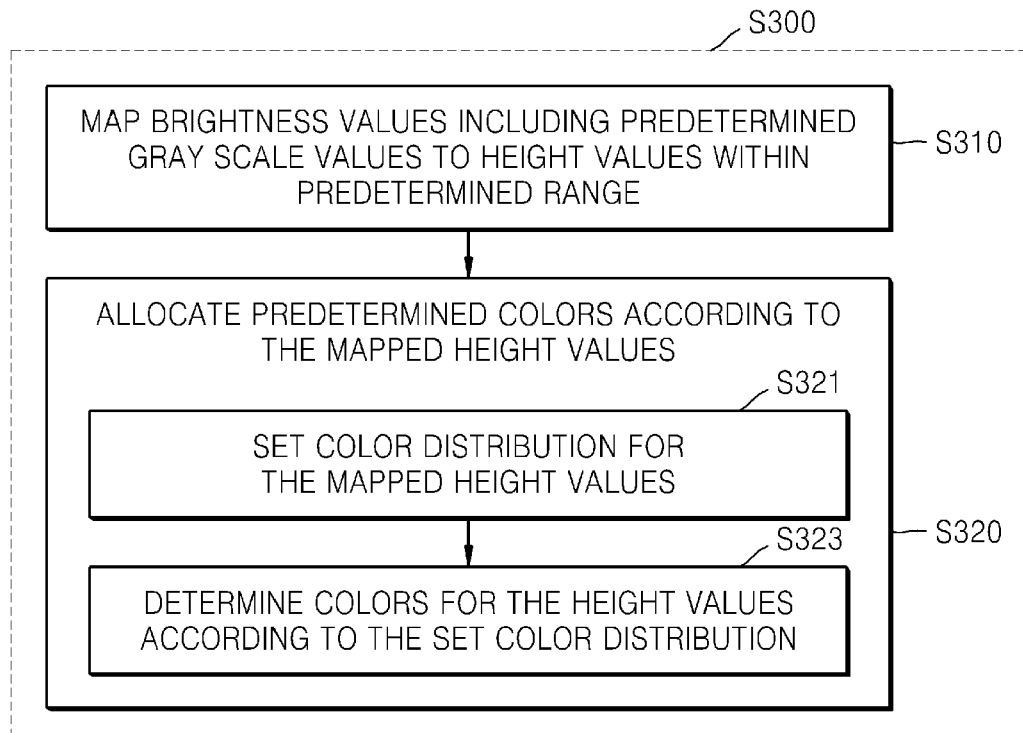 S300
MAP BRIGHTNESS VALUES INCLUDING PREDETERMINED
GRAY SCALE VALUES TO HEIGHT VALUES WITHIN
PREDETERMINED RANGE
S310
ALLOCATE PREDETERMINED COLORS ACCORDING TO
THE MAPPED HEIGHT VALUES
S321
SET COLOR DISTRIBUTION FOR
THE MAPPED HEIGHT VALUES
S320
S323
DETERMINE COLORS FOR THE HEIGHT VALUES
ACCORDING TO THE SET COLOR DISTRIBUTION